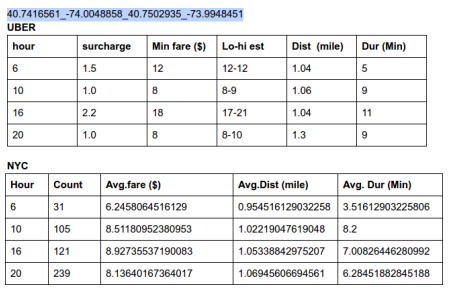 40.7416561_-74.0048858_40.7502935_-73.9948451
UBER
hour surcharge Min fare ($) Lo-hi est Dist (mile) Dur (Min)
6 1.5 12 12-12 1.04 5
10 1.0 8 8-9 1.06 9
16 2.2 18 17-21 1.04 11
20 1.0 8 8-10 1.3 9
NYC
Hour Count Avg.fare ($) Avg.Dist (mile) Avg. Dur (Min)
6 31 6.2458064516129 0.954516129032258 3.51612903225806
10 105 8.51180952380953 1.02219047619048 8.2
16 121 8.92735537190083 1.05338842975207 7.00826446280992
20 239 8.13640167364017 1.06945606694561 6.28451882845188